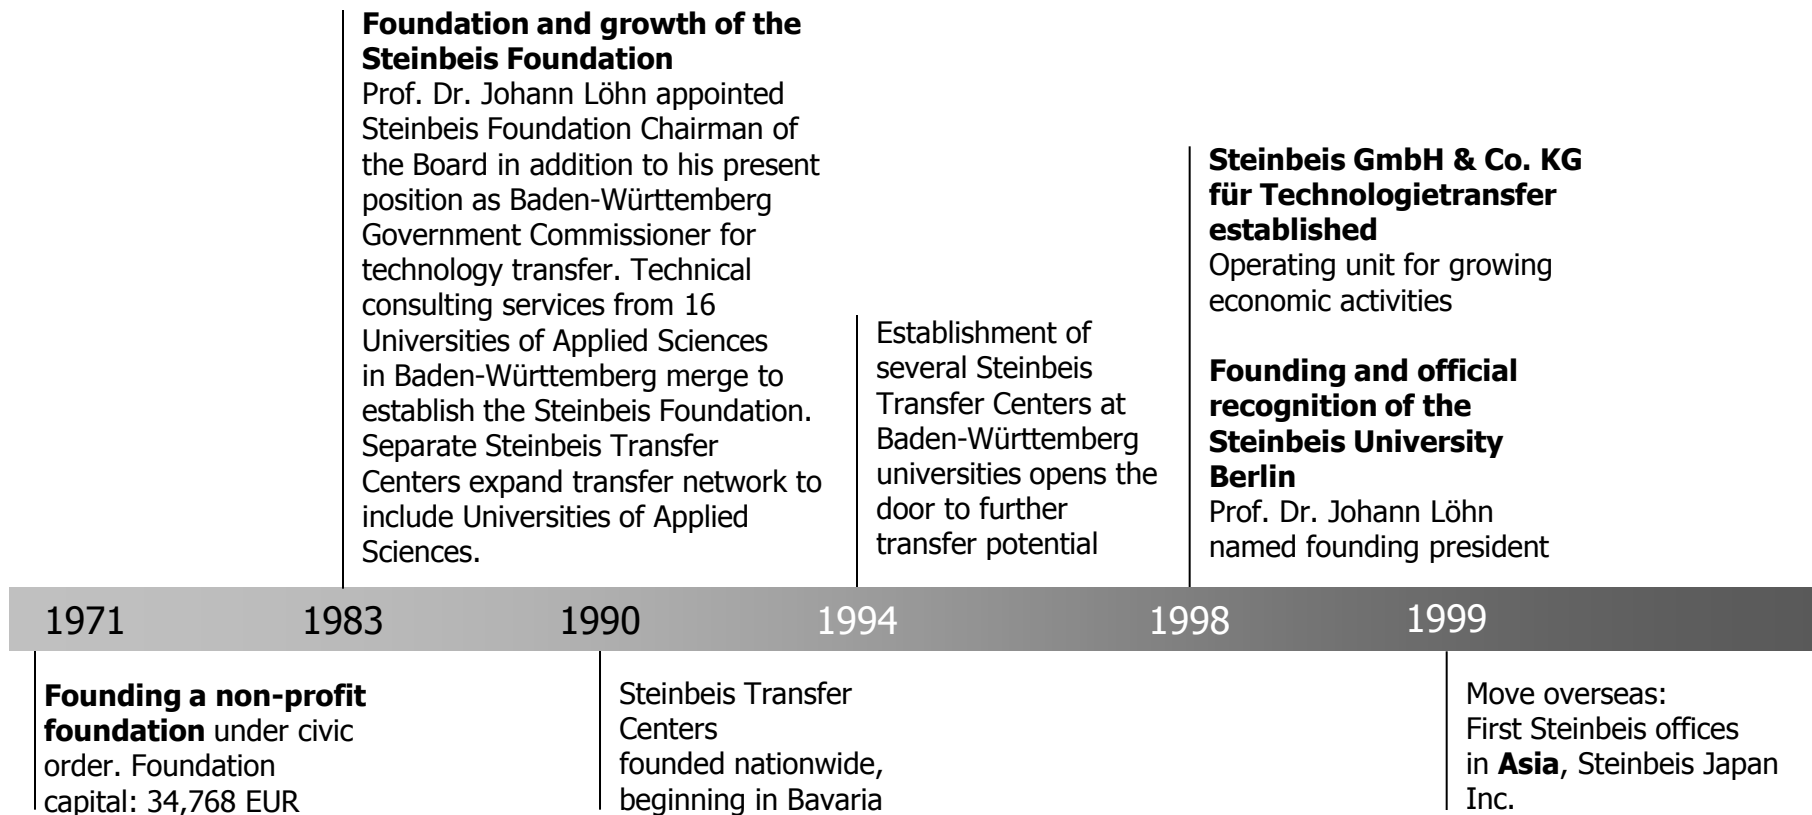 Foundation and growth of the
Steinbeis Foundation
Prof. Dr. Johann Löhn appointed
Steinbeis Foundation Chairman of
the Board in addition to his present
position as Baden-Württemberg
Government Commissioner for
technology transfer. Technical
consulting services from 16
Universities of Applied Sciences
in Baden-Württemberg merge to
establish the Steinbeis Foundation.
Separate Steinbeis Transfer
Centers expand transfer network to
include Universities of Applied
Sciences.
Establishment of
several Steinbeis
Transfer Centers at
Baden-Württemberg
universities opens the
door to further
transfer potential
Steinbeis GmbH & Co. KG
für Technologietransfer
established
Operating unit for growing
economic activities
Founding and official
recognition of the
Steinbeis University
Berlin
Prof. Dr. Johann Löhn
named founding president
1971 1983 1990 1994 1998 1999
Founding a non-profit
foundation under civic
order. Foundation
capital: 34,768 EUR
Steinbeis Transfer
Centers
founded nationwide,
beginning in Bavaria
Move overseas:
First Steinbeis offices
in Asia, Steinbeis Japan
Inc.